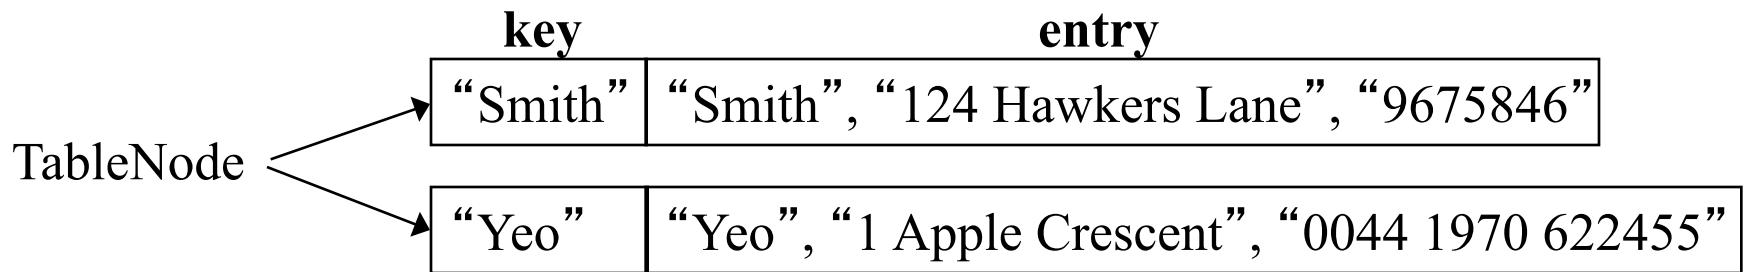 key entry
“Smith” “Smith”, “124 Hawkers Lane”, “9675846”
TableNode
“Yeo” “Yeo”, “1 Apple Crescent”, “0044 1970 622455”